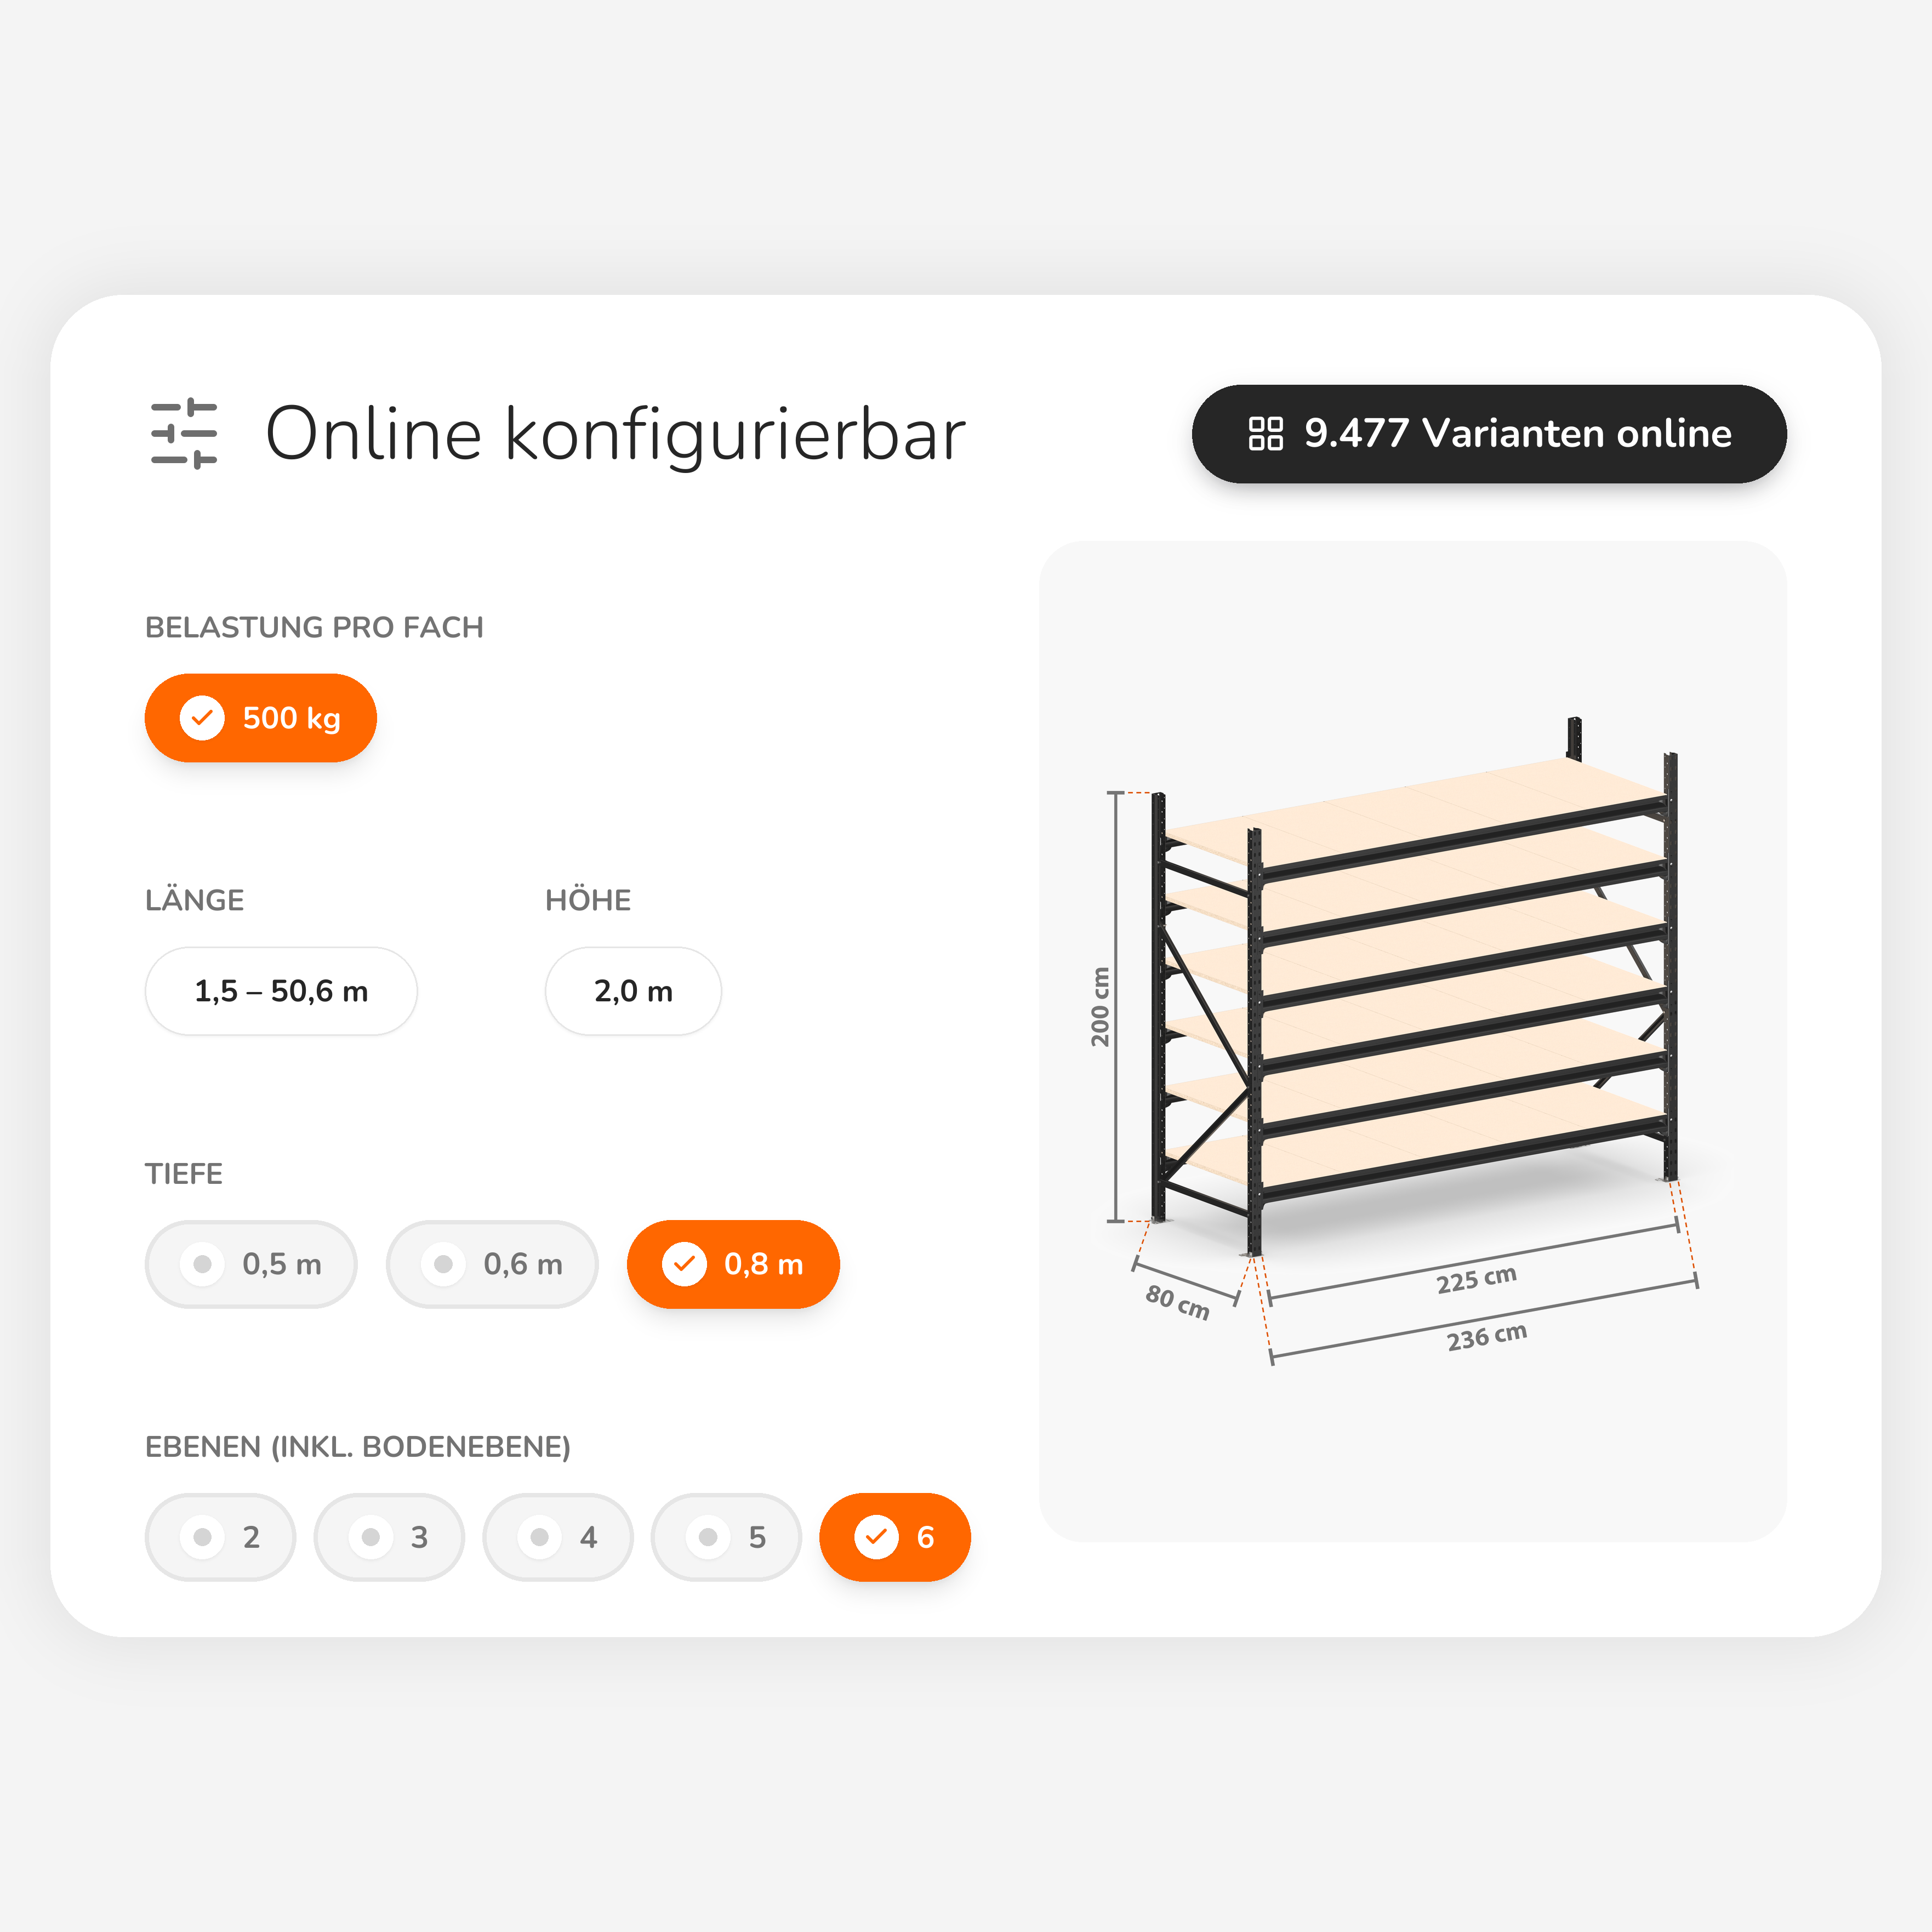 Online konfigurierbar
9.477 Varianten online
BELASTUNG PRO FACH
500 kg
LÄNGE
1,5 – 50,6 m
HÖHE
2,0 m
TIEFE
0,5 m
0,6 m
0,8 m
EBENEN (INKL. BODENEBENE)
2
3
4
5
6
200 cm
80 cm
225 cm
236 cm